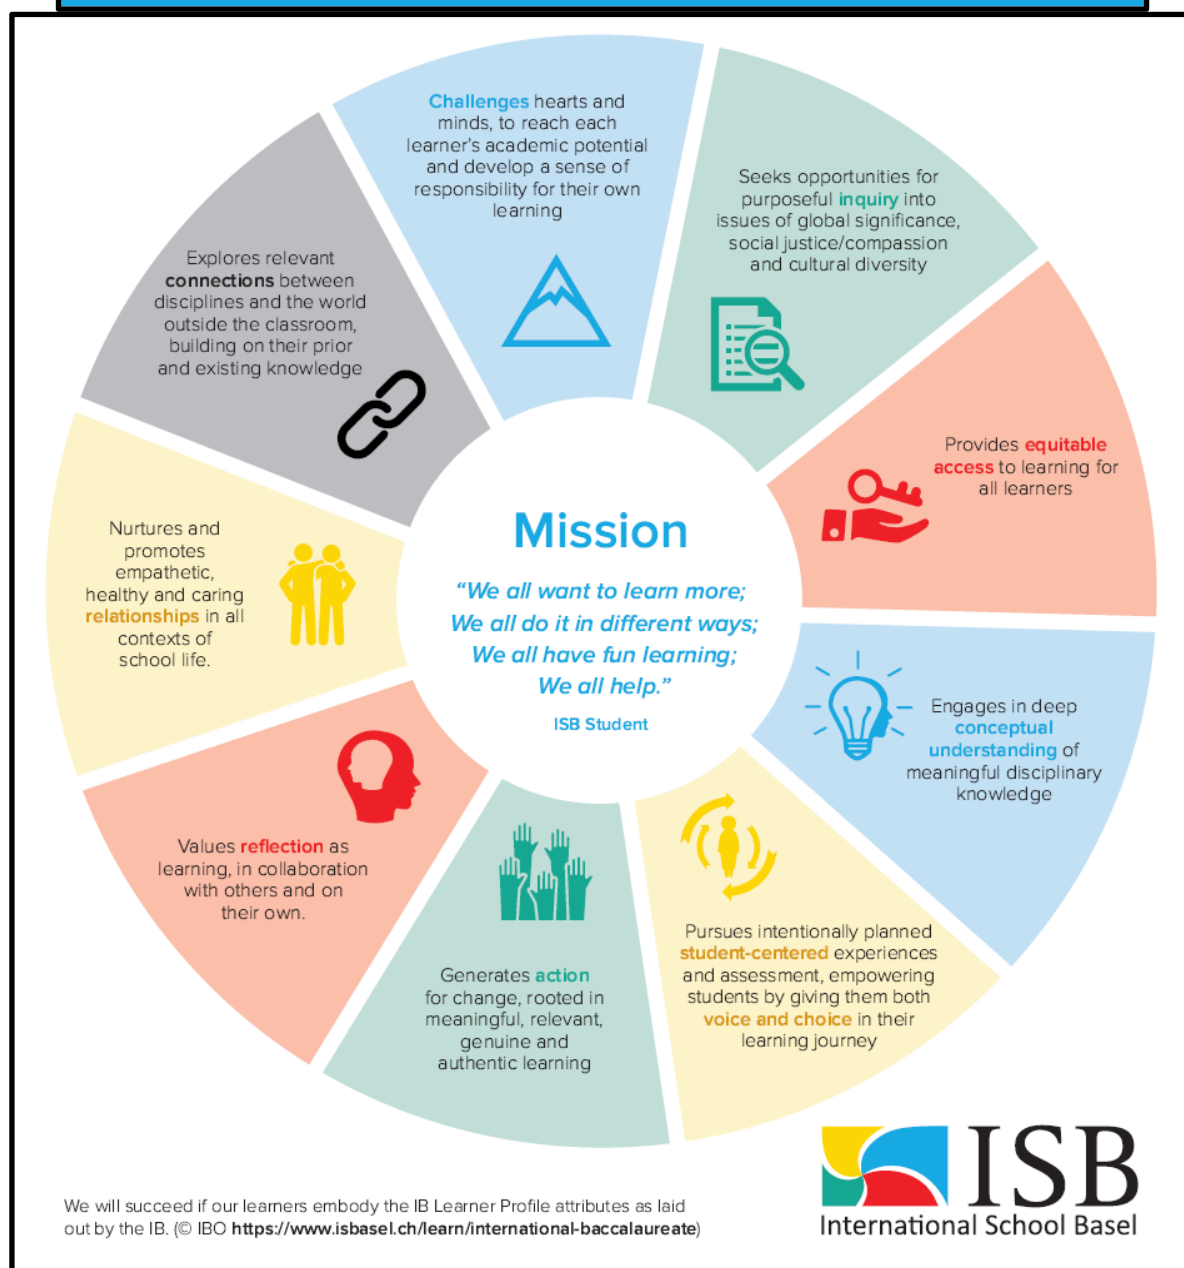 Challenges hearts and
minds, to reach each
learner's academic potential
and develop a sense of
responsibility for their own
learning
Seeks opportunities for
purposeful inquiry into
issues of global significance,
social justice/compassion
and cultural diversity
Provides equitable
access to learning for
all learners
Engages in deep
conceptual
understanding of
meaningful disciplinary
knowledge
Pursues intentionally planned
student-centered experiences
and assessment, empowering
students by giving them both
voice and choice in their
learning journey
Generates action
for change, rooted in
meaningful, relevant,
genuine and
authentic learning
Values reflection as
learning, in collaboration
with others and on
their own.
Nurtures and
promotes
empathetic,
healthy and caring
relationships in all
contexts of
school life.
Explores relevant
connections between
disciplines and the world
outside the classroom,
building on their prior
and existing knowledge
Mission
“We all want to learn more;
We all do it in different ways;
We all have fun learning;
We all help.”
ISB Student
We will succeed if our learners embody the IB Learner Profile attributes as laid
out by the IB. (© IBO https://www.isbasel.ch/learn/international-baccalaureate)
ISB
International School Basel